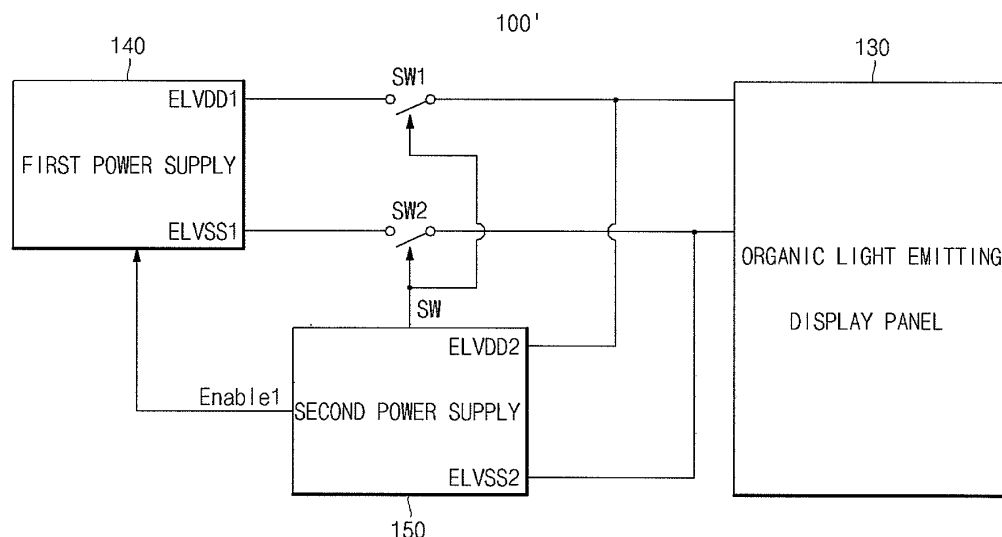 100'
140
130
SW1
ELVDD1
FIRST POWER SUPPLY
SW2
ELVSS1
ORGANIC LIGHT EMITTING
DISPLAY PANEL
SW
ELVDD2
Enable1
SECOND POWER SUPPLY
ELVSS2
150